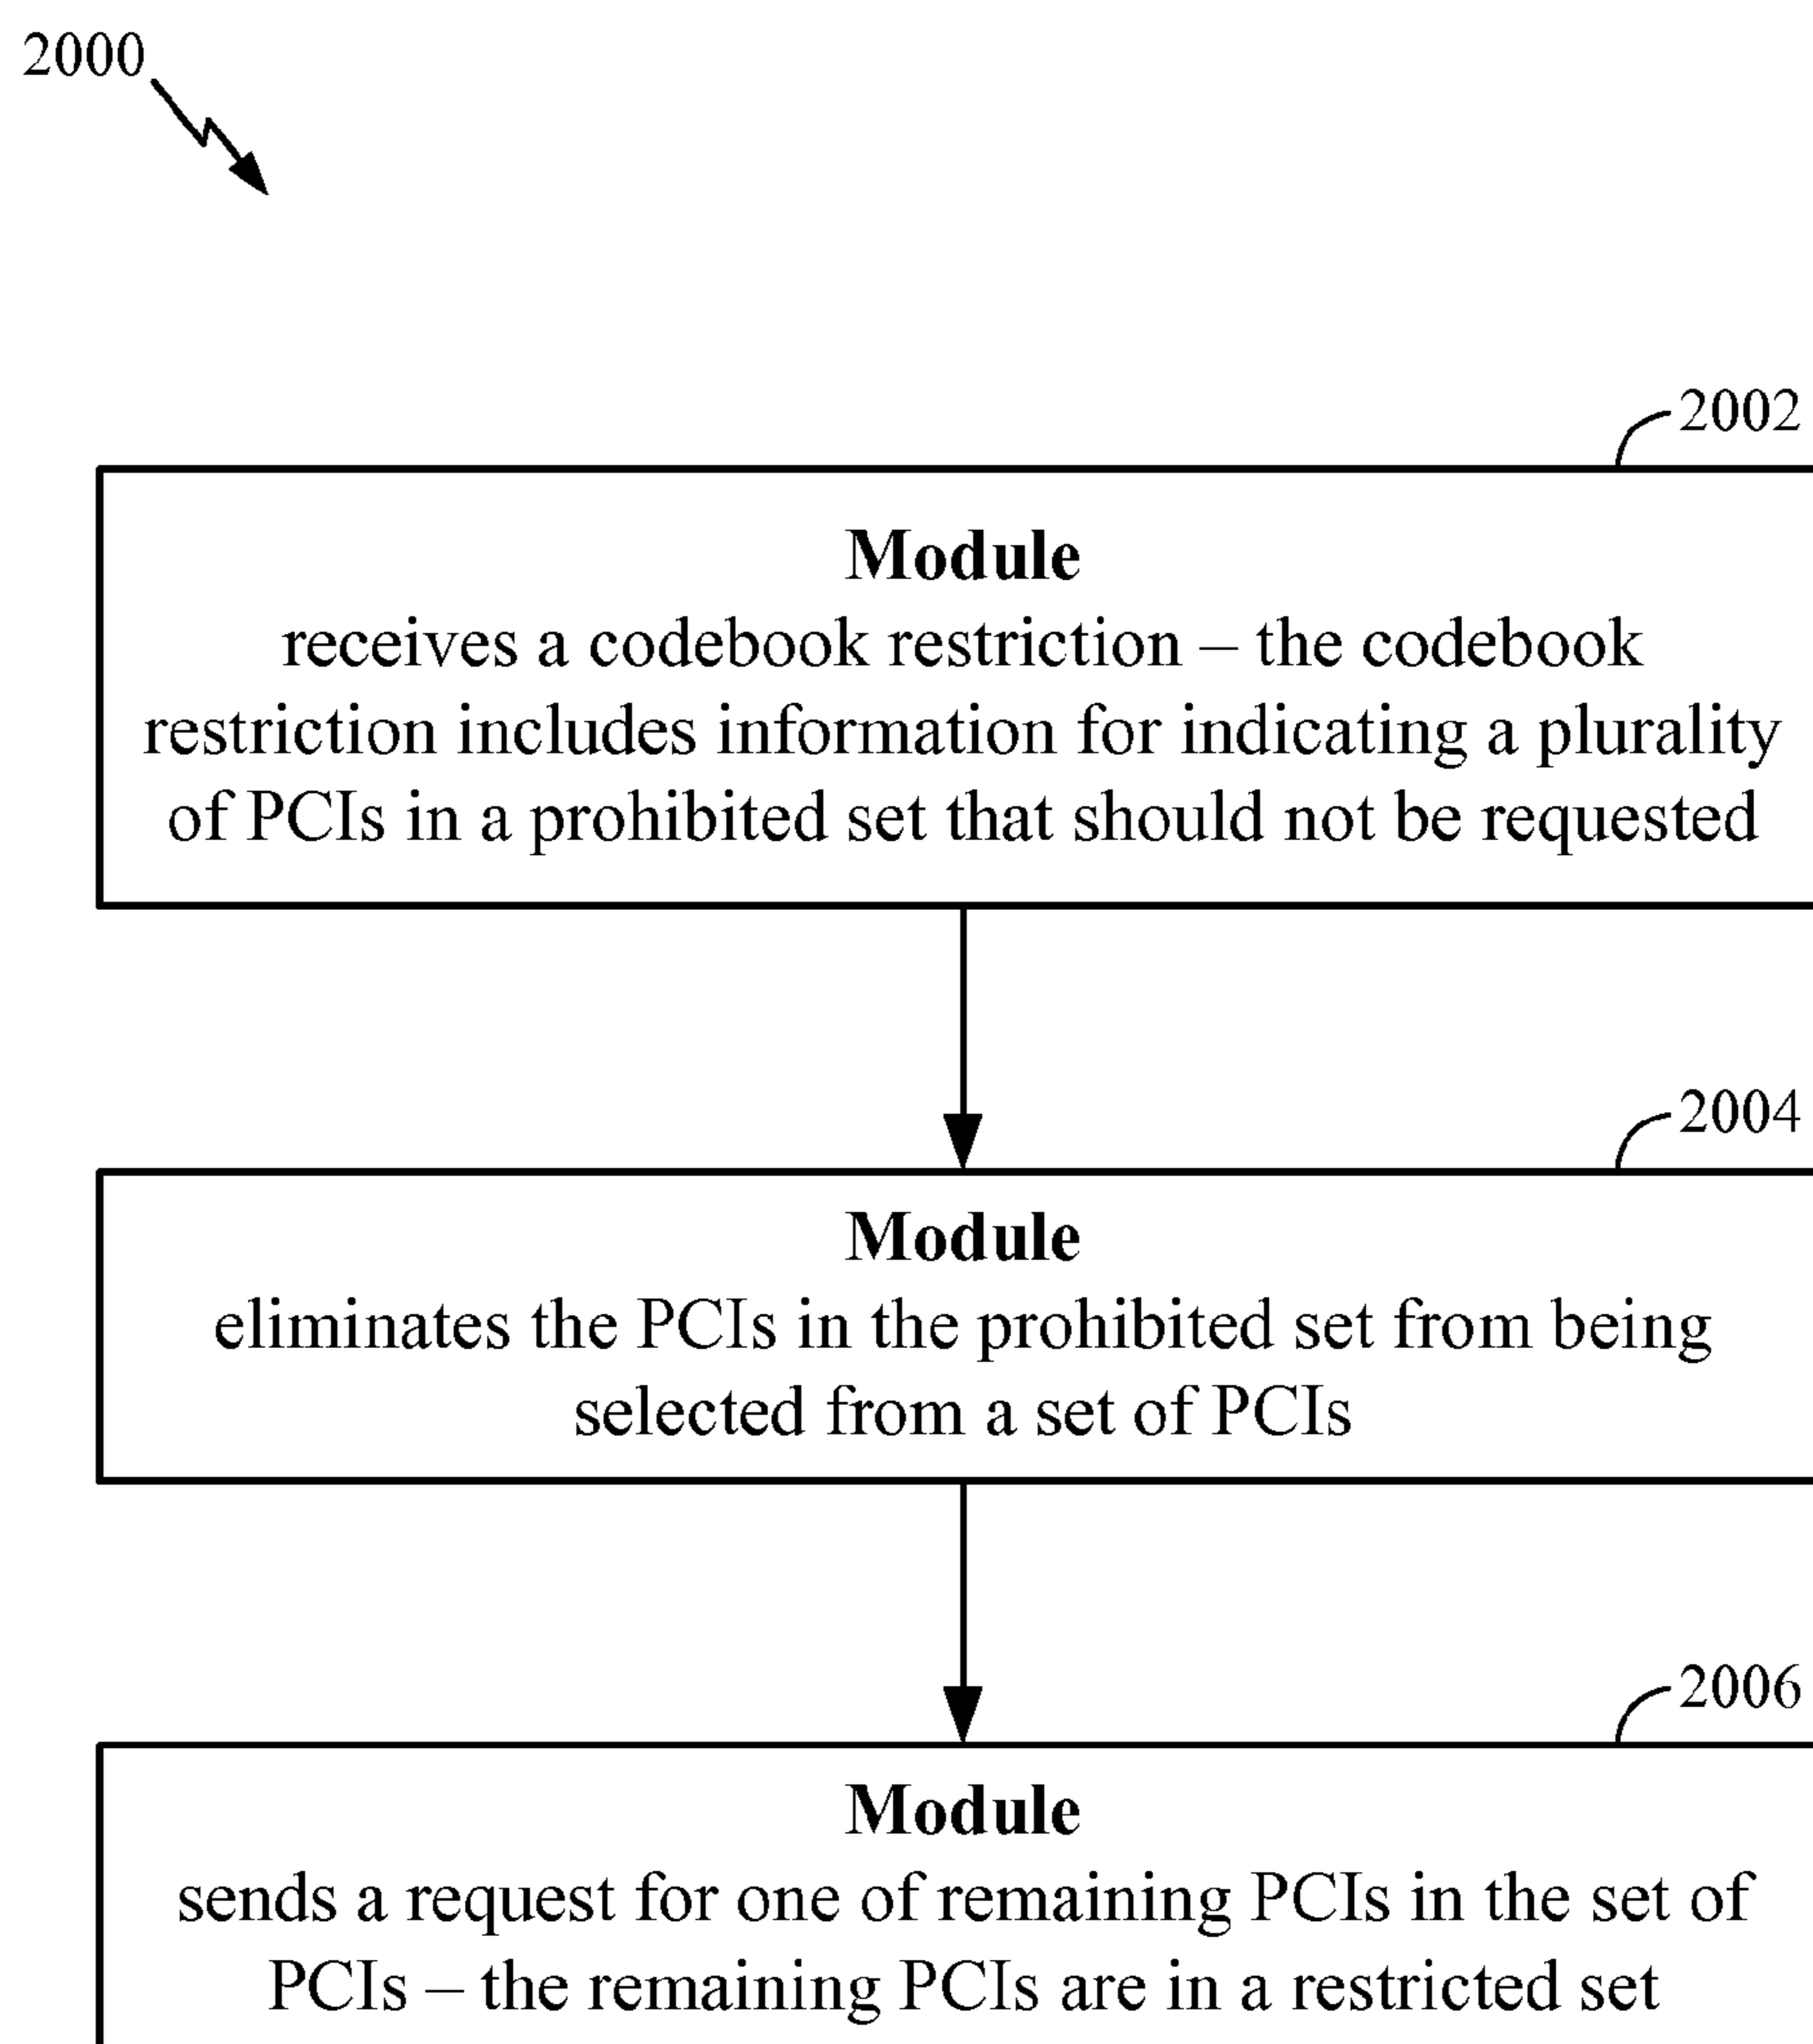 2000
2002
Module
receives a codebook restriction – the codebook
restriction includes information for indicating a plurality
of PCIs in a prohibited set that should not be requested
2004
Module
eliminates the PCIs in the prohibited set from being
selected from a set of PCIs
2006
Module
sends a request for one of remaining PCIs in the set of
PCIs – the remaining PCIs are in a restricted set